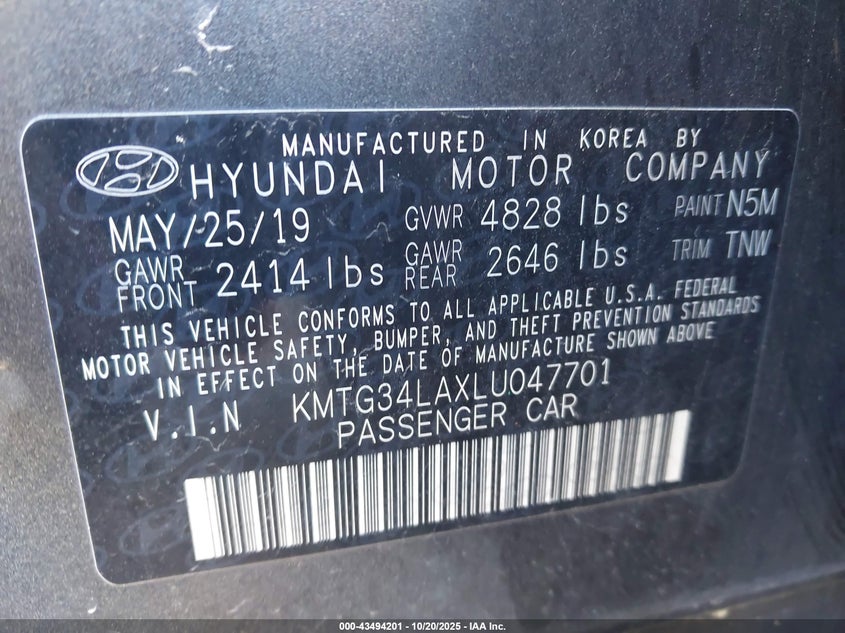 MANUFACTURED IN KOREA BY
HYUNDAI MOTOR COMPANY
MAY/25/19 GVWR 4828 lbs PAINT N5M
GAWR FRONT 2414 lbs GAWR REAR 2646 lbs TRIM TNW
THIS VEHICLE CONFORMS TO ALL APPLICABLE U.S.A. FEDERAL
MOTOR VEHICLE SAFETY, BUMPER, AND THEFT PREVENTION STANDARDS
IN EFFECT ON THE DATE OF MANUFACTURE SHOWN ABOVE
V.I.N KMTG34LAXLU047701
PASSENGER CAR
000-43494201 - 10/20/2025 - IAA Inc.